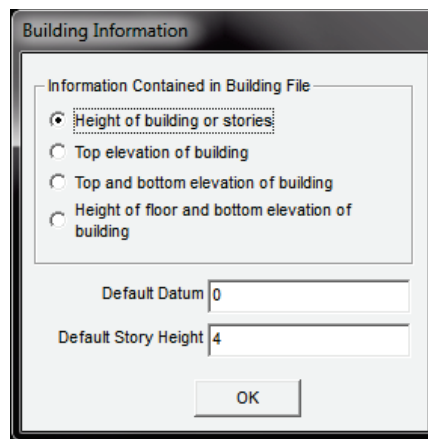 Building Information
Information Contained in Building File
Height of building or stories
Top elevation of building
Top and bottom elevation of building
Height of floor and bottom elevation of
building
Default Datum 0
Default Story Height 4
OK